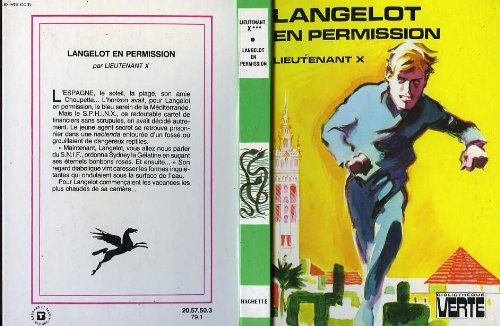 LANGELOT EN PERMISSION
par LIEUTENANT X
L'ESPAGNE, le soleil, la plage, son amie
Choupette... L'horizon avait, pour Langelot
en permission, le bleu serein de la Méditerranée.
Mais le S.P.H.I.N.X., ce redoutable cartel de
financiers sans scrupules, en avait décidé autre-
ment. Le jeune agent secret se retrouva prison-
nier dans une hacienda entourée d'un fossé où
grouillaient de dangereux reptiles.
« Maintenant, Langelot, vous allez nous parler
du S.N.I.F., ordonna Sydney la Gélatine en suçant
ses éternels bonbons roses. Et ensuite... » Son
regard diabolique vint caresser les formes inquié-
tantes qui ondulaient sous la surface de l'eau.
Pour Langelot commençaient les vacances les
plus chaudes de sa carrière...
20.57.50.3
79.1
LIEUTENANT
X***
LANGELOT
EN
PERMISSION
HACHETTE
LANGELOT
EN PERMISSION
LIEUTENANT X
BIBLIOTHÈQUE
VERTE